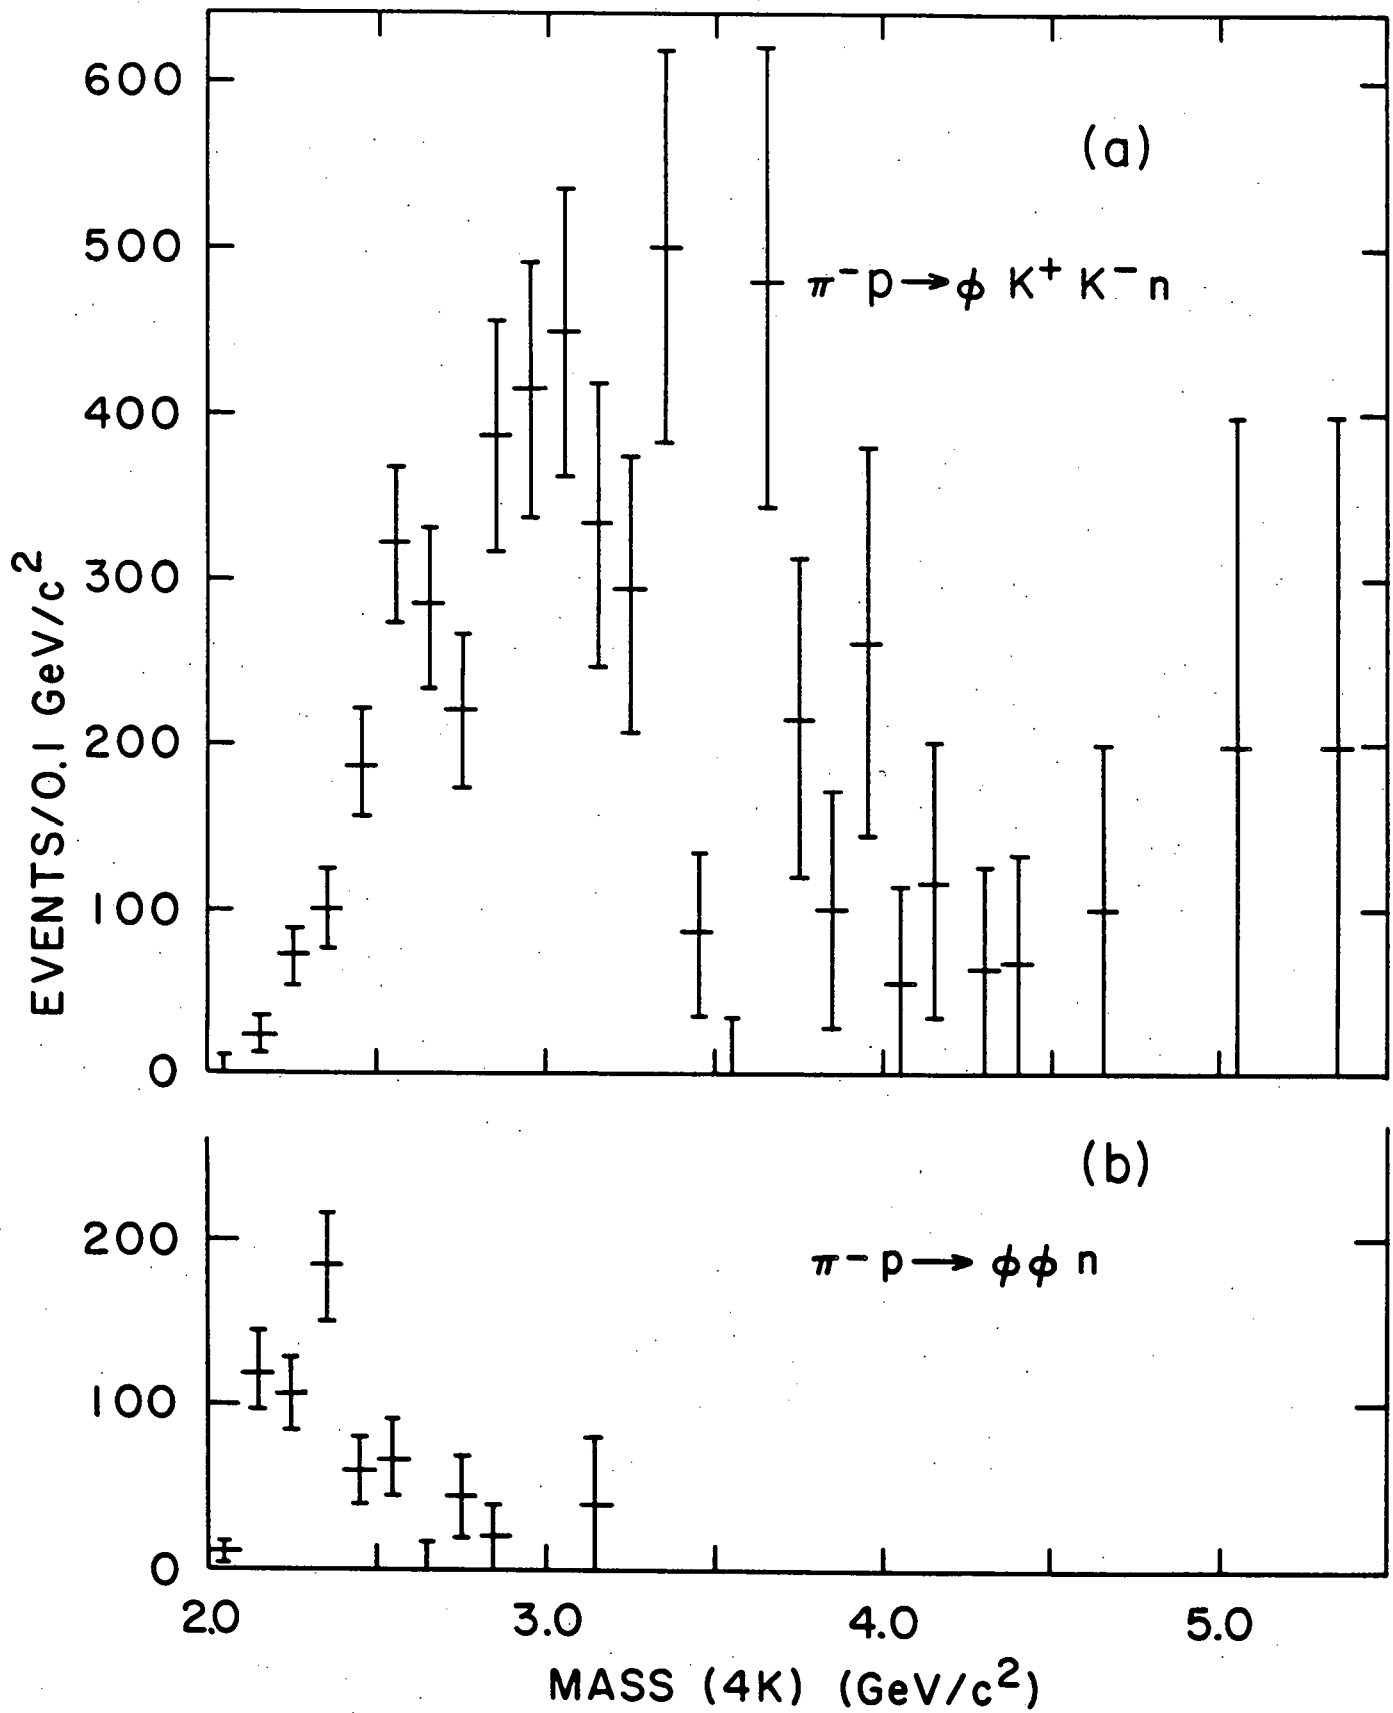 600
500
400
300
200
100
0
EVENTS/0.1 GeV/c²
(a)
π⁻p → ϕ K⁺ K⁻ n
200
100
0
(b)
π⁻ p → ϕϕ n
2.0 3.0 4.0 5.0
MASS (4K) (GeV/c²)